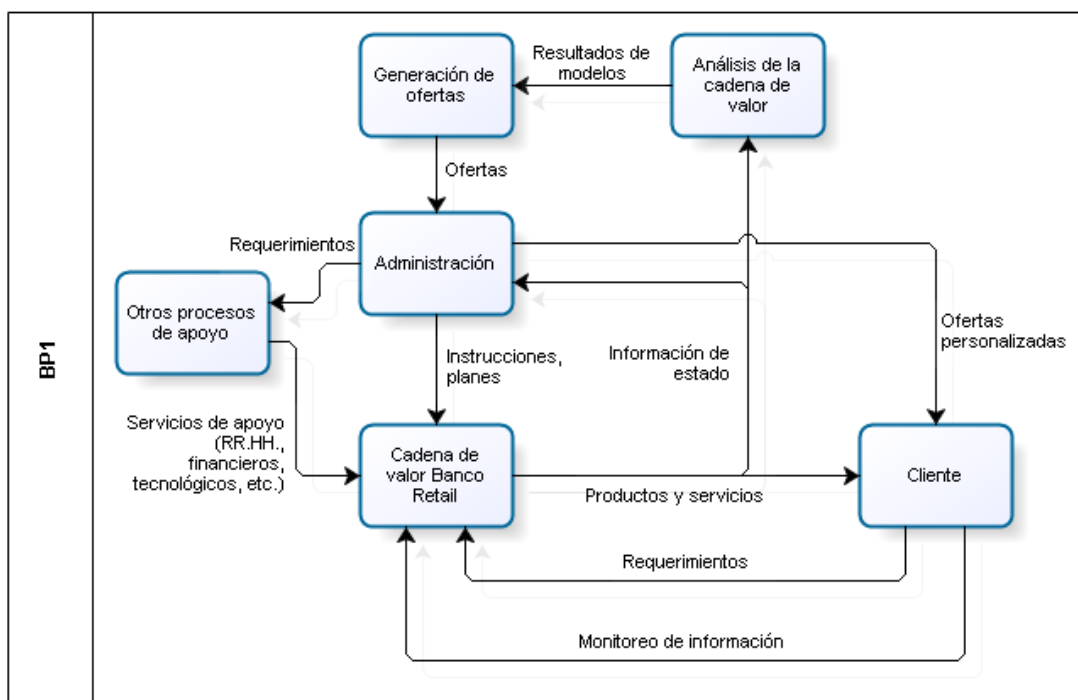 BP1
Generación de
ofertas
Resultados de
modelos
Análisis de la
cadena de
valor
Ofertas
Requerimientos
Administración
Otros procesos
de apoyo
Ofertas
personalizadas
Instrucciones,
planes
Información de
estado
Servicios de apoyo
(RR.HH.,
financieros,
tecnológicos, etc.)
Cadena de
valor Banco
Retail
Productos y servicios
Cliente
Requerimientos
Monitoreo de información